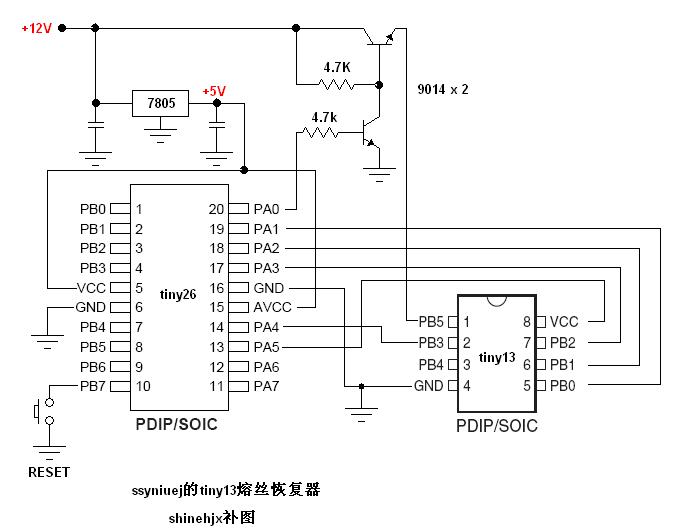 +12V
4.7K
9014 x 2
7805
+5V
4.7k
PB0 1 20 PA0
PB1 2 19 PA1
PB2 3 18 PA2
PB3 4 17 PA3
VCC 5 16 GND
tiny26
GND 6 15 AVCC
PB4 7 14 PA4
PB5 8 13 PA5
PB6 9 12 PA6
PB7 10 11 PA7
PDIP/SOIC
PB5 1 8 VCC
PB3 2 7 PB2
tiny13
PB4 3 6 PB1
GND 4 5 PB0
PDIP/SOIC
RESET
ssyniuej的tiny13熔丝恢复器
shinehjx补图